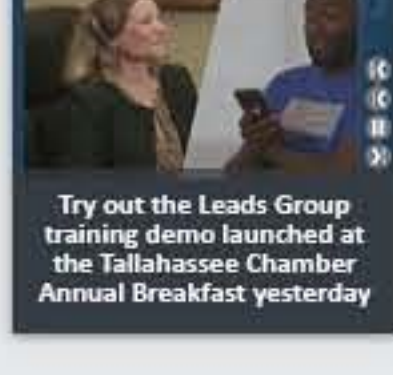 Try out the Leads Group
training demo launched at
the Tallahassee Chamber
Annual Breakfast yesterday